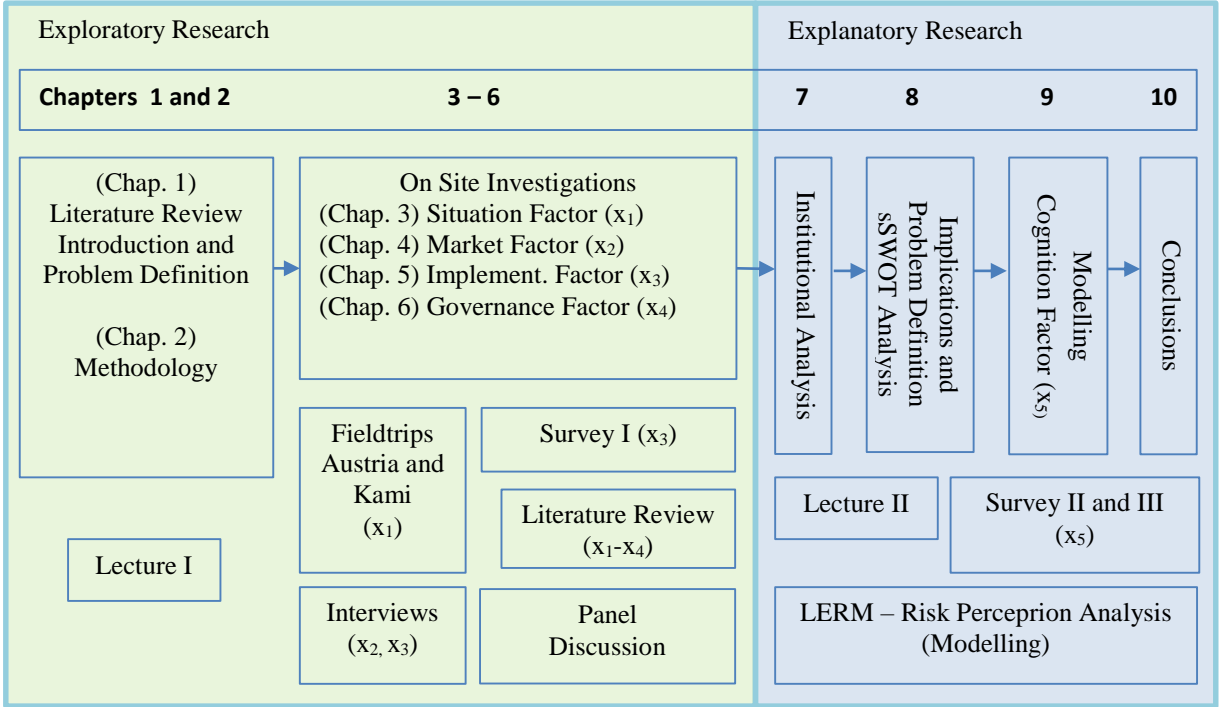 Exploratory Research
Explanatory Research
Chapters 1 and 2
3 – 6
7
8
9
10
(Chap. 1)
Literature Review
Introduction and
Problem Definition
(Chap. 2)
Methodology
On Site Investigations
(Chap. 3) Situation Factor (x₁)
(Chap. 4) Market Factor (x₂)
(Chap. 5) Implement. Factor (x₃)
(Chap. 6) Governance Factor (x₄)
Institutional Analysis
Implications and
Problem Definition
sSWOT Analysis
Modelling
Cognition Factor (x₅)
Conclusions
Lecture I
Fieldtrips
Austria and
Kami
(x₁)
Survey I (x₃)
Literature Review
(x₁-x₄)
Interviews
(x₂, x₃)
Panel
Discussion
Lecture II
Survey II and III
(x₅)
LERM – Risk Perceprion Analysis
(Modelling)